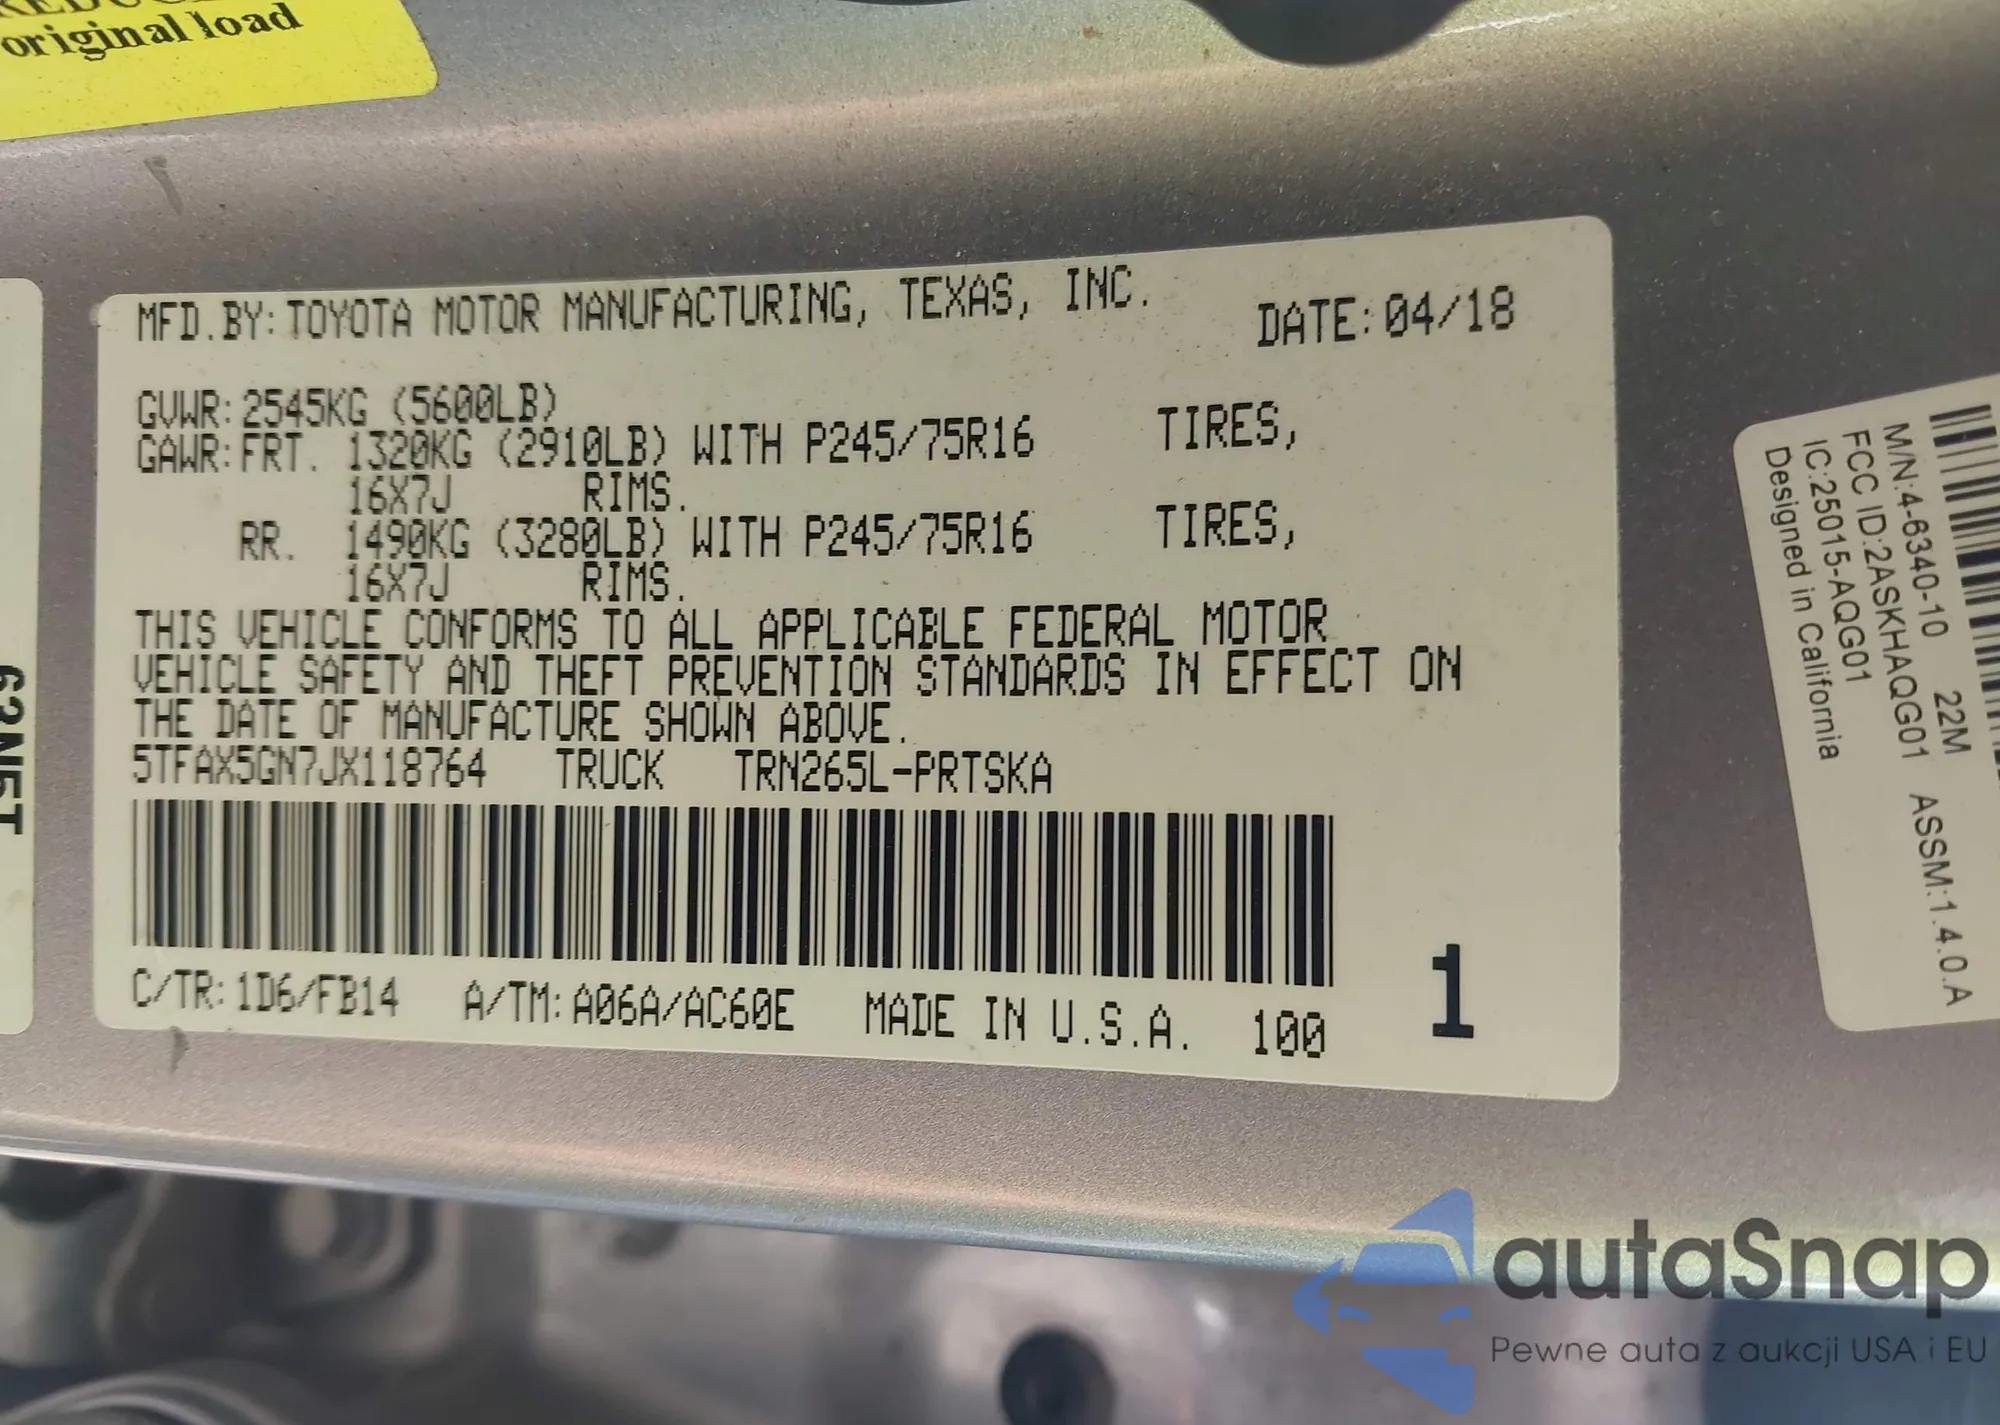 original load
MFD.BY:TOYOTA MOTOR MANUFACTURING, TEXAS, INC. DATE:04/18
GVWR:2545KG (5600LB)
GAWR:FRT. 1320KG (2910LB) WITH P245/75R16 TIRES,
16X7J RIMS.
RR. 1490KG (3280LB) WITH P245/75R16 TIRES,
16X7J RIMS.
THIS VEHICLE CONFORMS TO ALL APPLICABLE FEDERAL MOTOR
VEHICLE SAFETY AND THEFT PREVENTION STANDARDS IN EFFECT ON
THE DATE OF MANUFACTURE SHOWN ABOVE.
5TFAX5GN7JX118764 TRUCK TRN265L-PRTSKA
C/TR:1D6/FB14 A/TM:A06A/AC60E MADE IN U.S.A. 100
1
M/N:4-6340-10 22M
FCC ID:2ASKHAQGG01 ASSM:1.4.0.A
IC:25015-AQGG01
Designed in California
autaSnap
Pewne auta z aukcji USA i EU